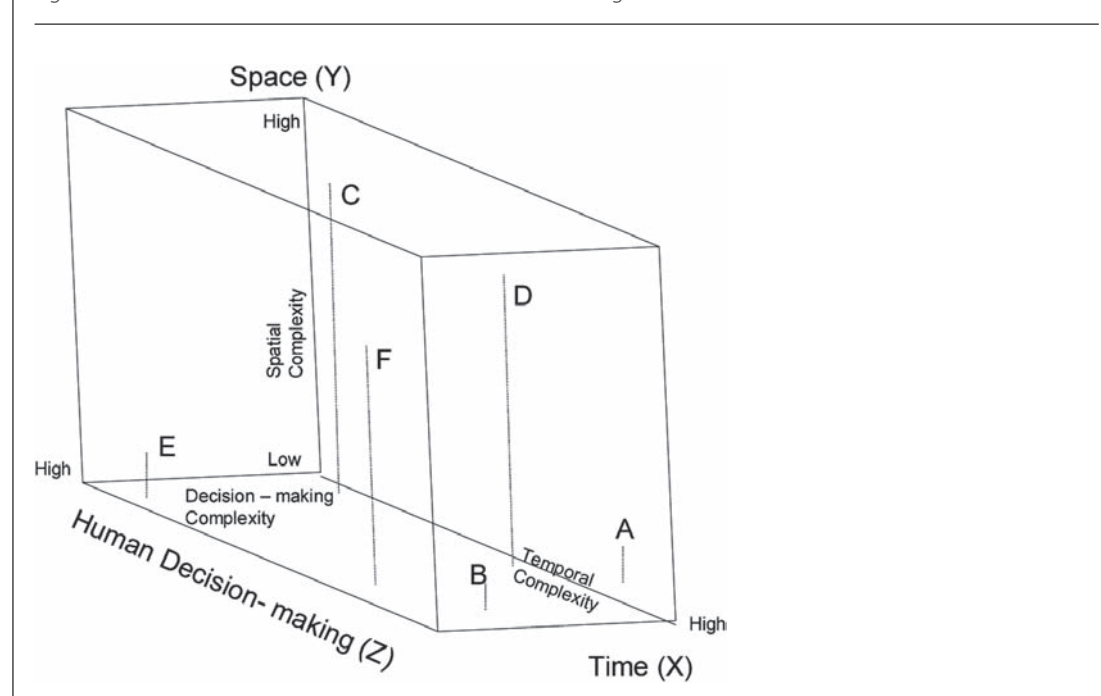 Space (Y)
High
C
Spatial
Complexity
D
F
E
High
Low
Decision – making
Complexity
A
Temporal
Complexity
B
Human Decision- making (Z)
High
Time (X)